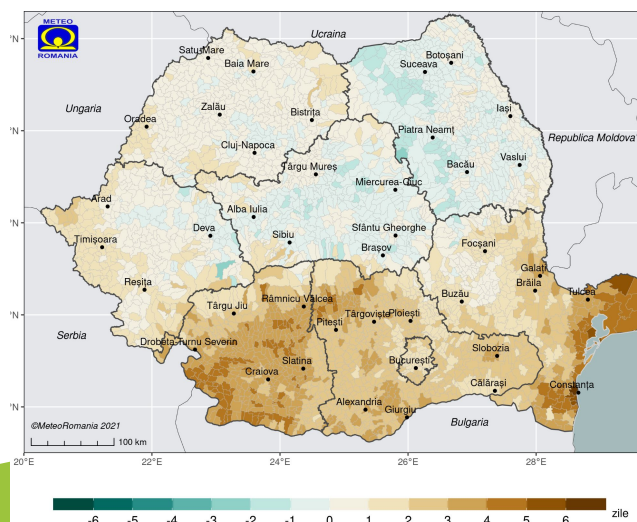 METEO
ROMANIA
Ucraina
Satu Mare
Baia Mare
Botoșani
Suceava
Ungaria
Oradea
Zalău
Bistrița
Iași
Republica Moldova
Piatra Neamț
Cluj-Napoca
Târgu Mureș
Vaslui
Bacău
Miercurea-Ciuc
Arad
Alba Iulia
Deva
Sibiu
Sfântu Gheorghe
Timișoara
Brașov
Focșani
Galați
Reșița
Brăila
Tulcea
Râmnicu Vâlcea
Buzău
Târgu Jiu
Târgoviște
Ploiești
Pitești
Serbia
Drobeta-Turnu Severin
Slobozia
București
Slatina
Craiova
Călărași
Constanța
Alexandria
Giurgiu
Bulgaria
©MeteoRomania 2021
100 km
°N
°N
°N
°N
°N
20°E
22°E
24°E
26°E
28°E
-6 -5 -4 -3 -2 -1 0 1 2 3 4 5 6 zile